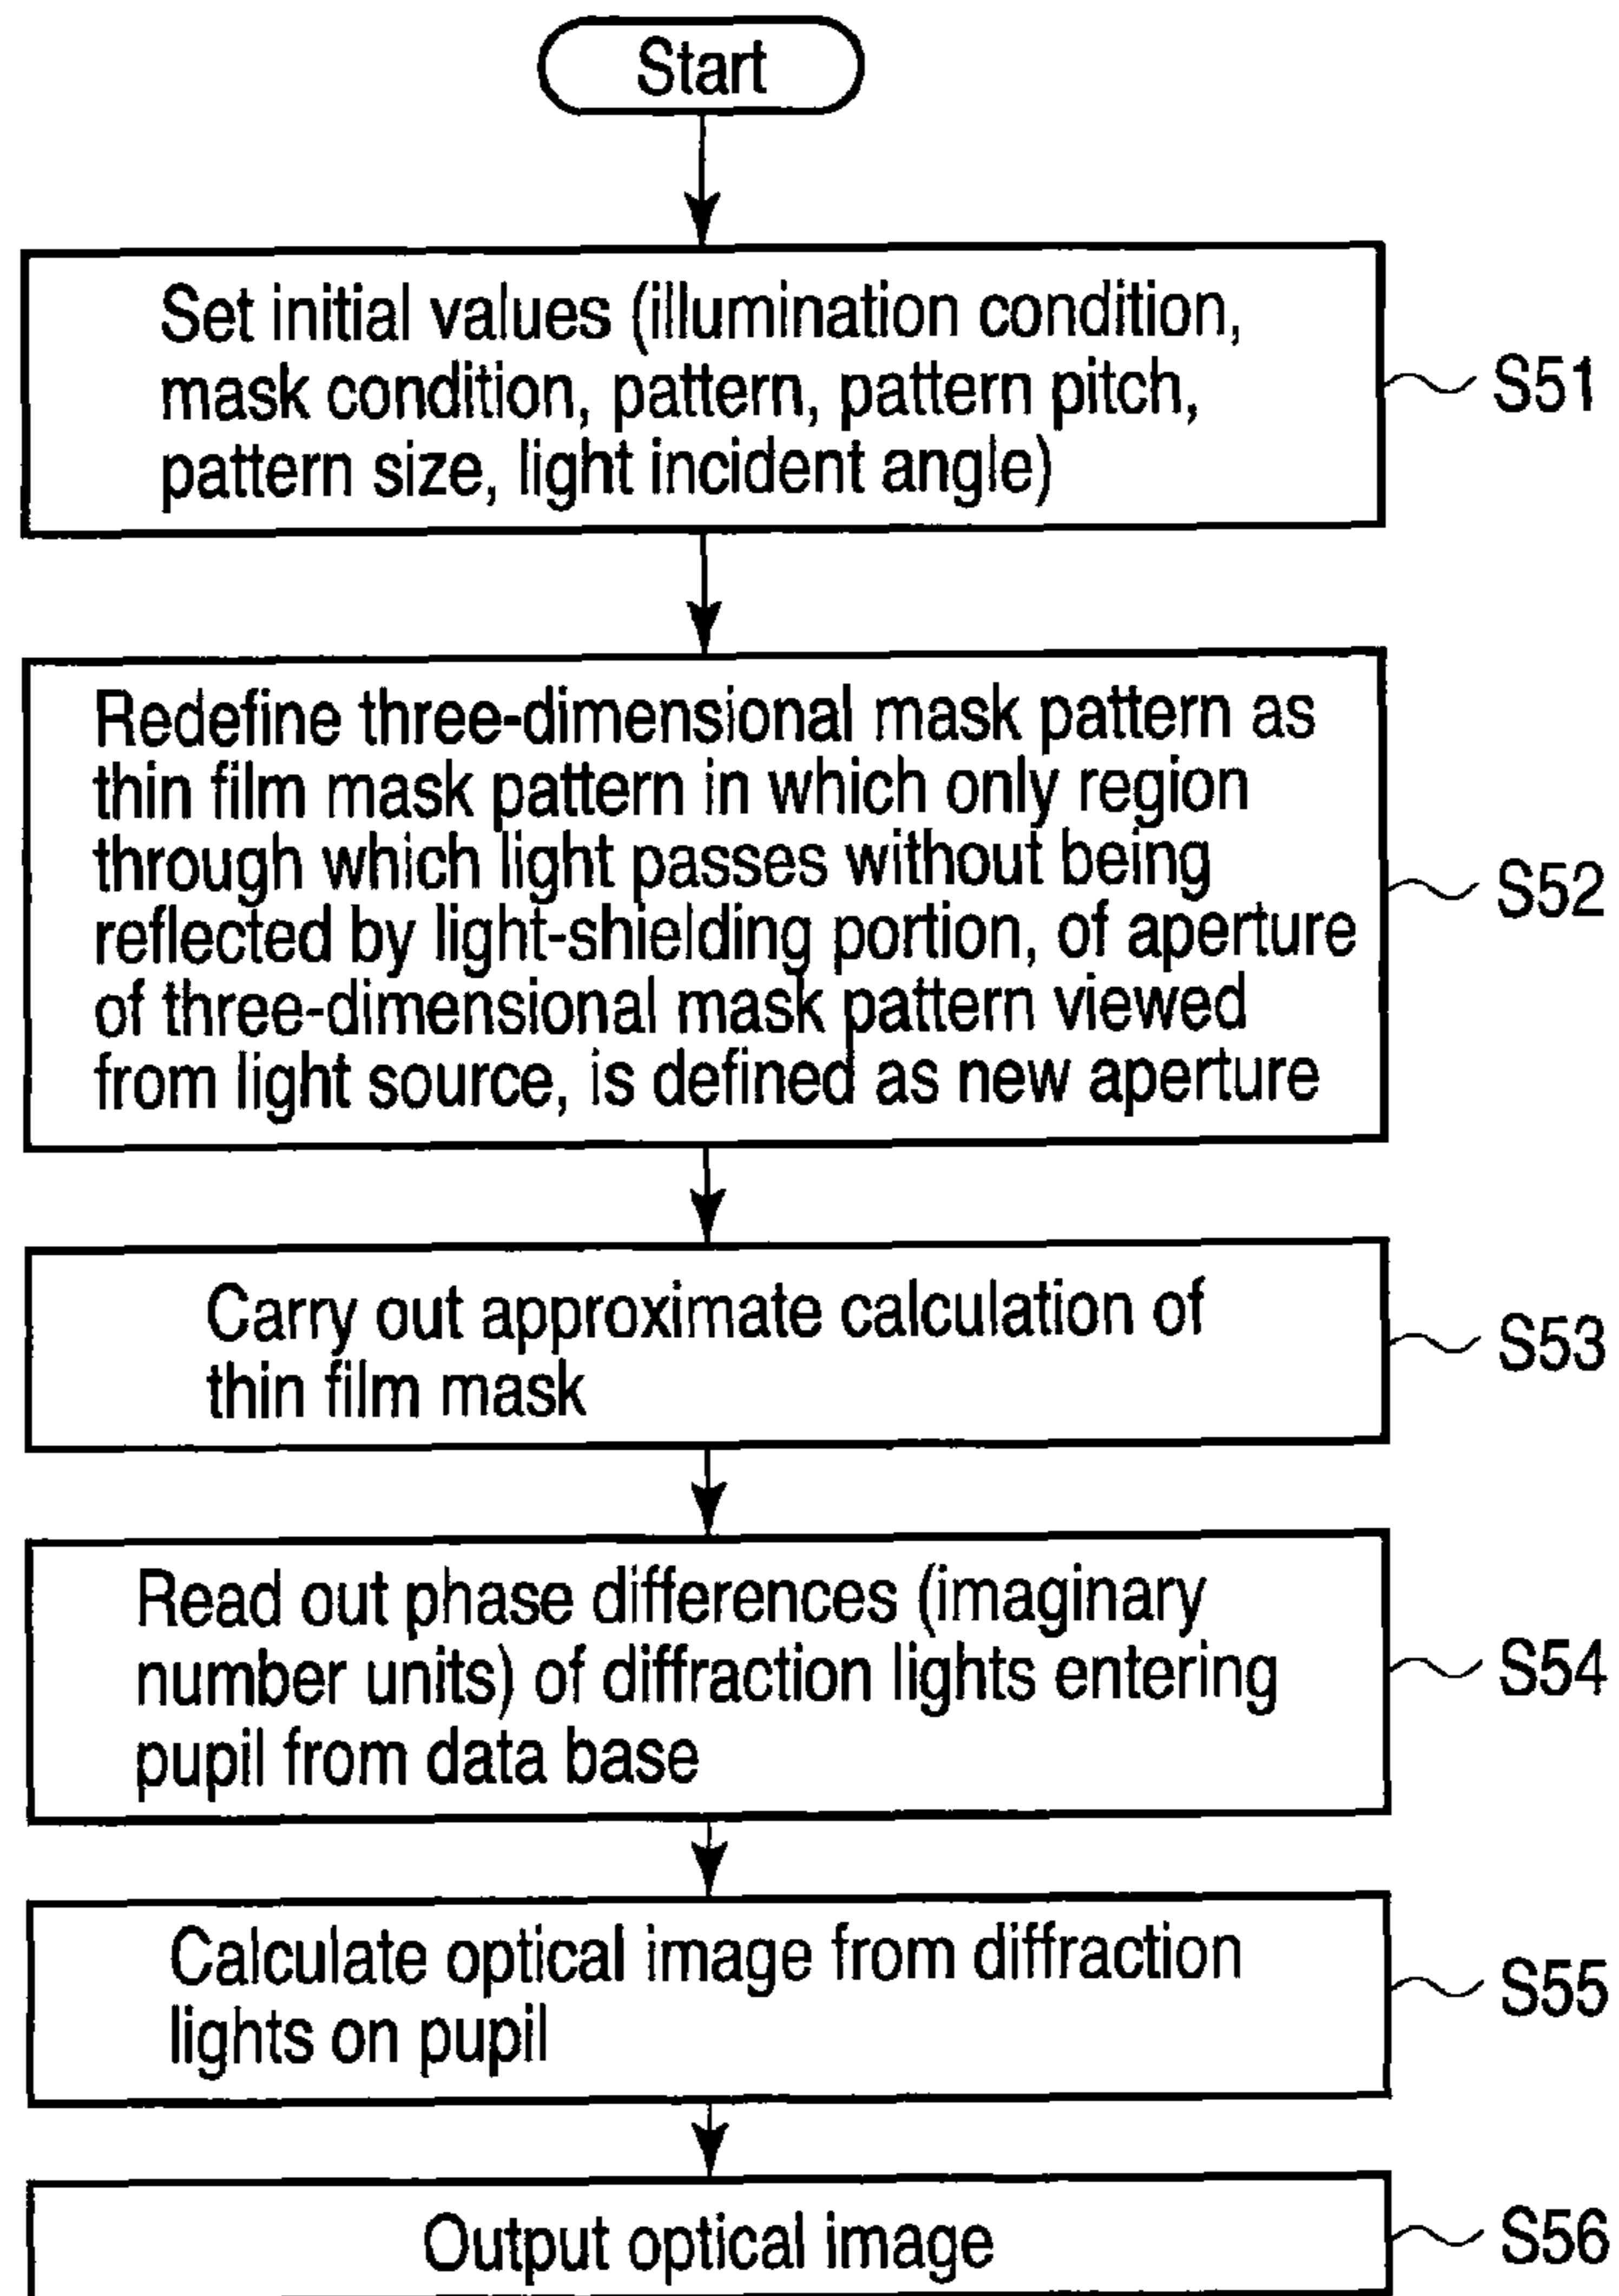 Start
Set initial values (illumination condition,
mask condition, pattern, pattern pitch,
pattern size, light incident angle)
S51
Redefine three-dimensional mask pattern as
thin film mask pattern in which only region
through which light passes without being
reflected by light-shielding portion, of aperture
of three-dimensional mask pattern viewed
from light source, is defined as new aperture
S52
Carry out approximate calculation of
thin film mask
S53
Read out phase differences (imaginary
number units) of diffraction lights entering
pupil from data base
S54
Calculate optical image from diffraction
lights on pupil
S55
Output optical image
S56